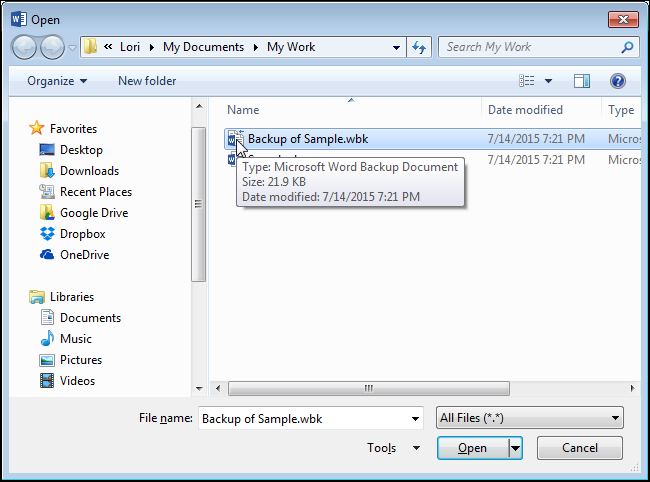 Open
« Lori ▸ My Documents ▸ My Work
Search My Work
Organize
New folder
Name
Date modified
Type
Favorites
Desktop
Downloads
Recent Places
Google Drive
Dropbox
OneDrive
Libraries
Documents
Music
Pictures
Videos
Backup of Sample.wbk 7/14/2015 7:21 PM Micros
7/14/2015 7:21 PM Micros
Type: Microsoft Word Backup Document
Size: 21.9 KB
Date modified: 7/14/2015 7:21 PM
File name: Backup of Sample.wbk
All Files (*.*)
Tools
Open
Cancel